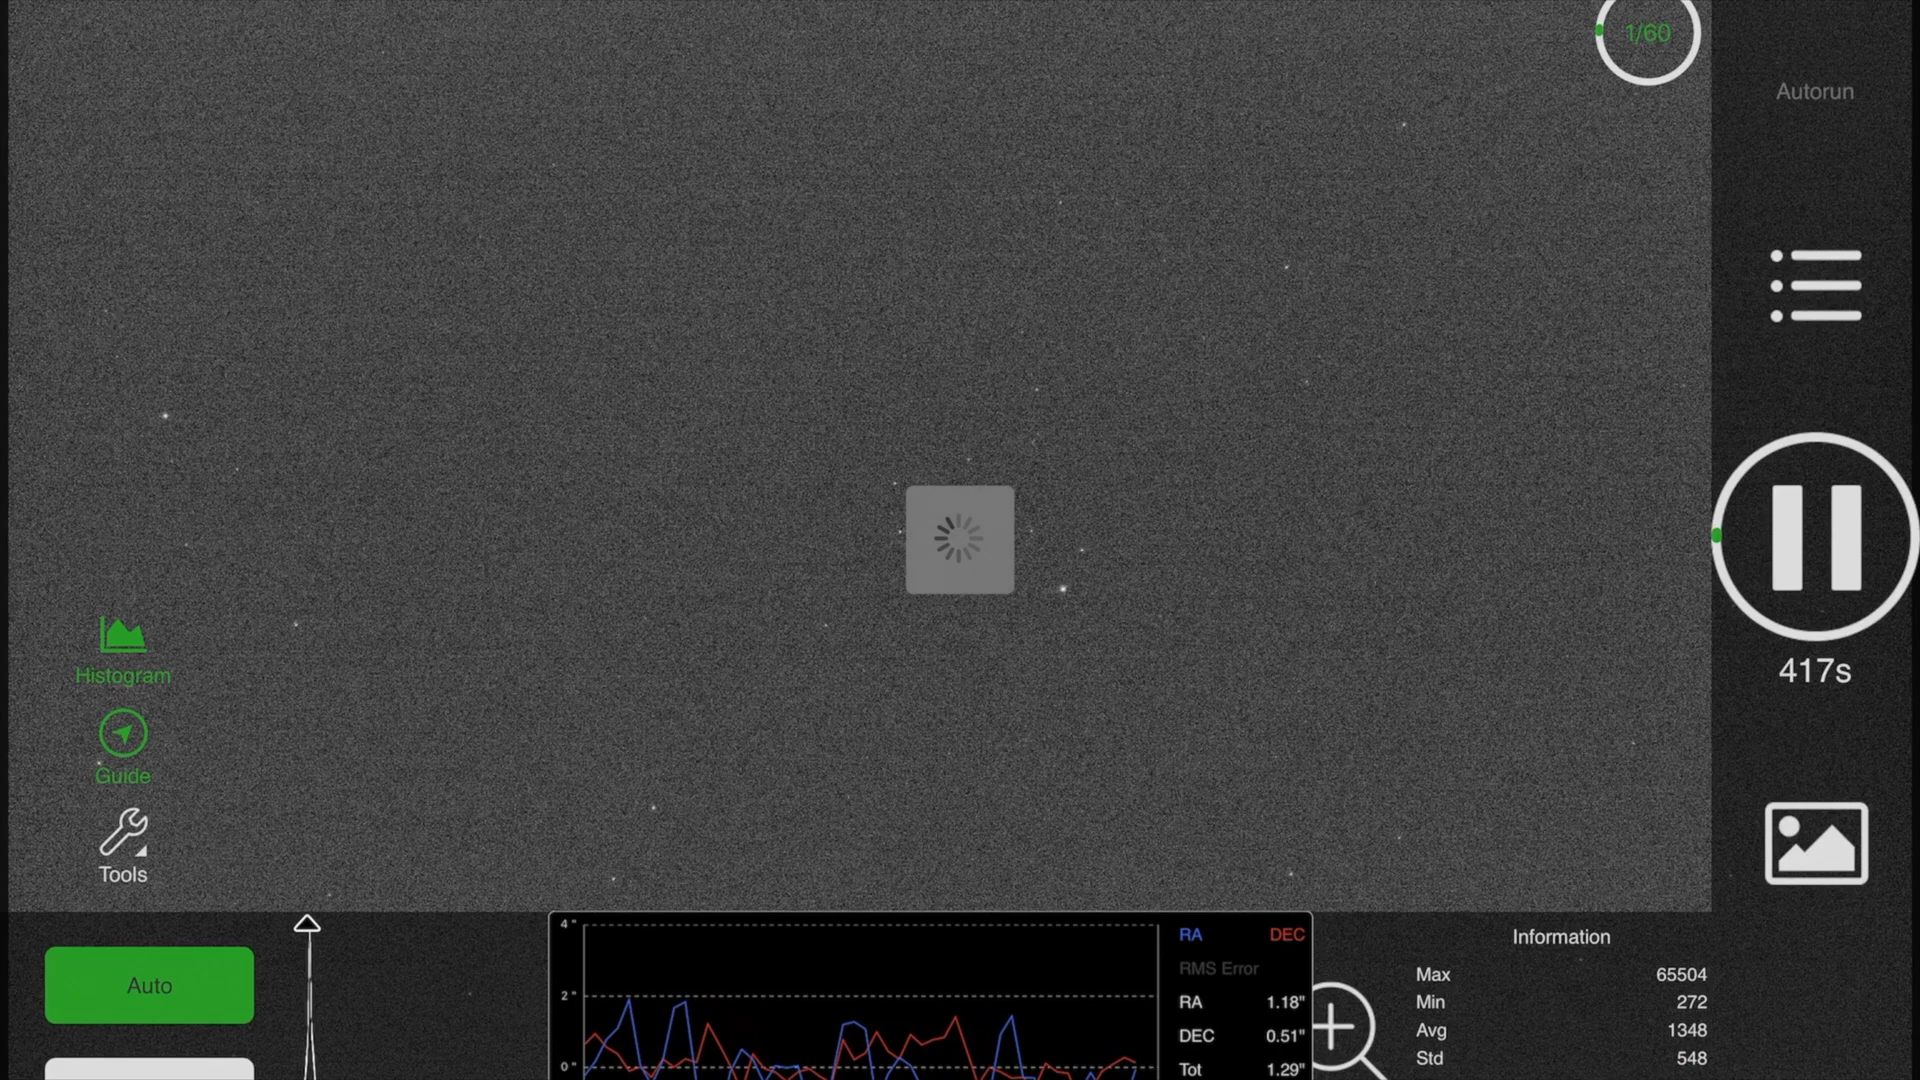 1/60
Autorun
Histogram
417s
Guide
Tools
Auto
4"
2"
0"
RA DEC
RMS Error
RA 1.18"
DEC 0.51"
Tot 1.29"
Information
Max 65504
Min 272
Avg 1348
Std 548